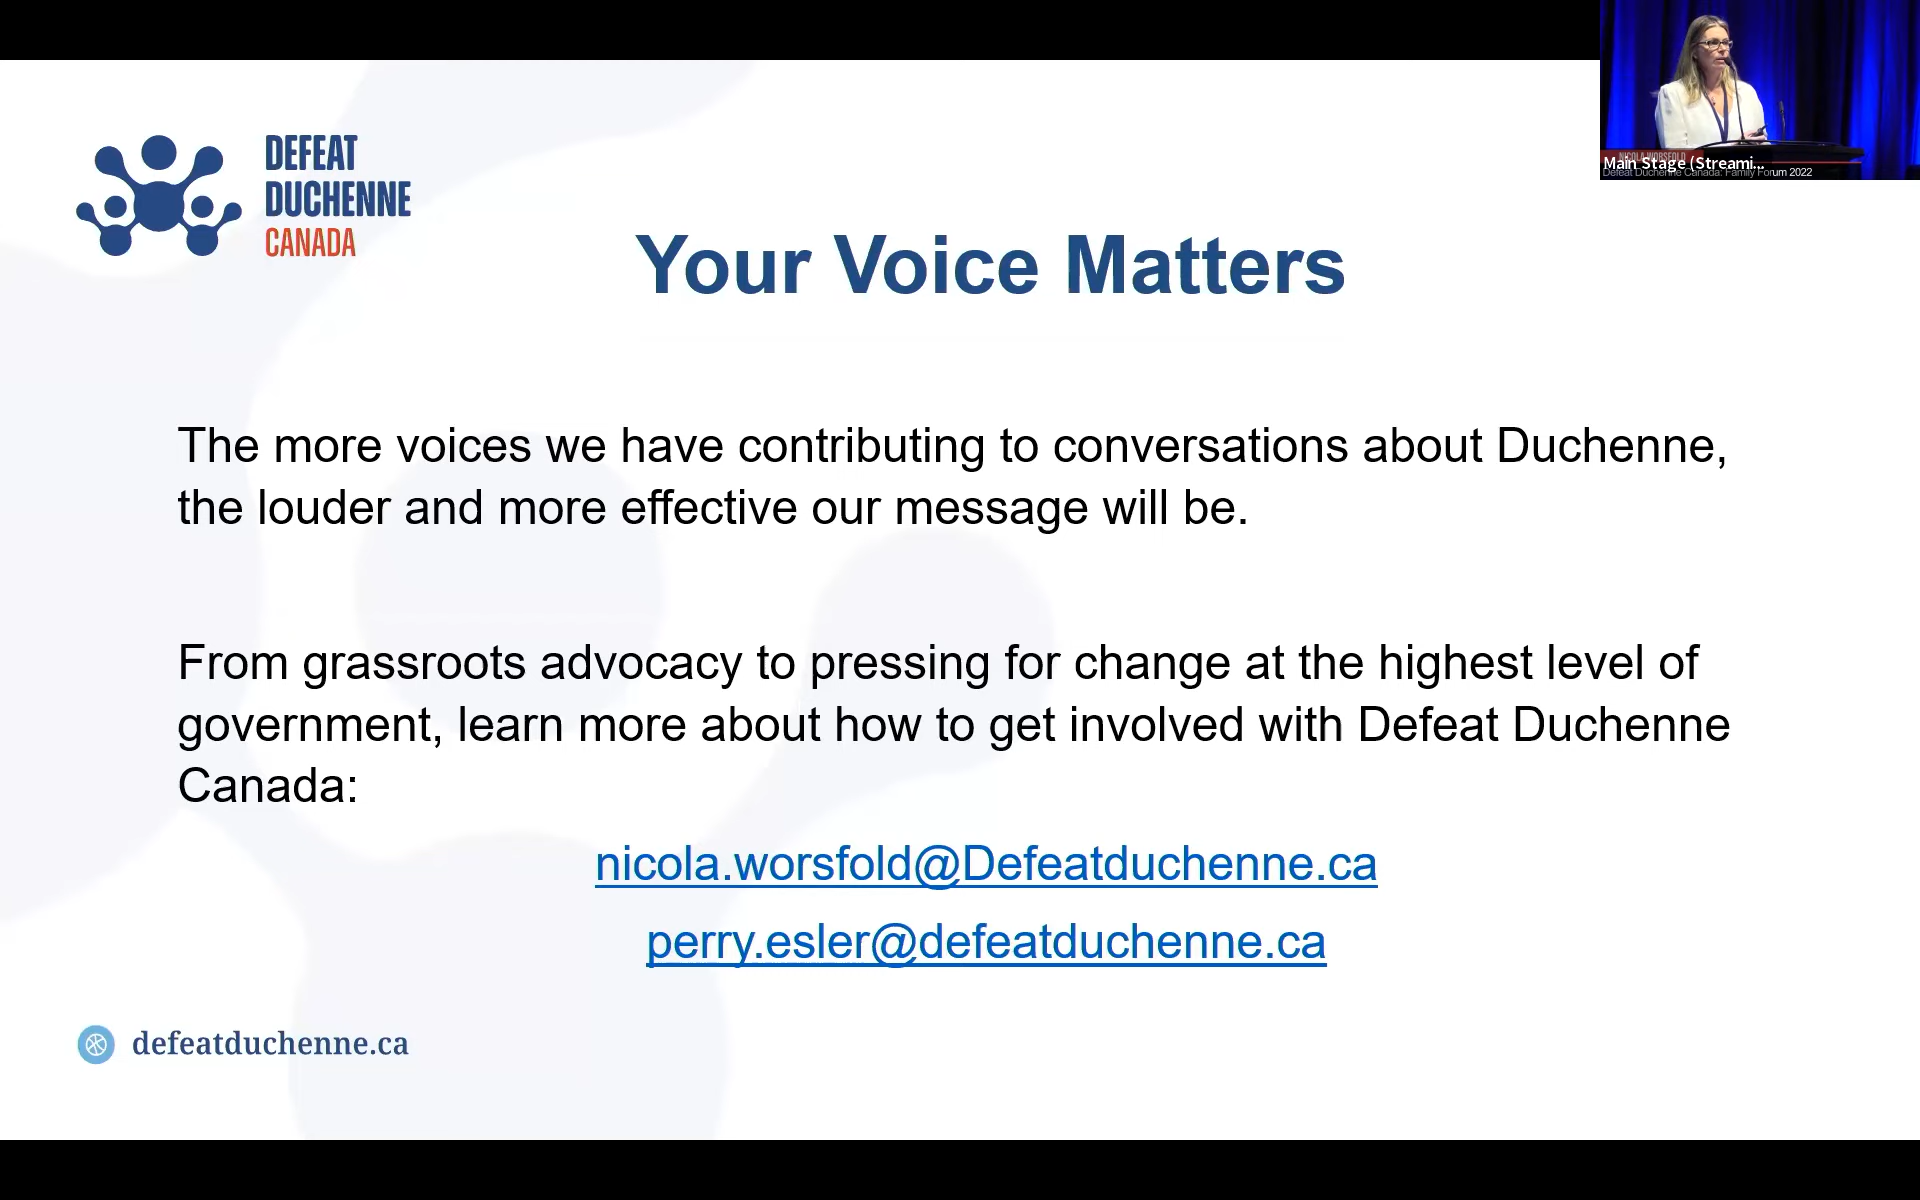 DEFEAT
DUCHENNE
CANADA
NICOLA WORSFOLD
Main Stage (Streami...
Defeat Duchenne Canada: Family Forum 2022
Your Voice Matters
The more voices we have contributing to conversations about Duchenne,
the louder and more effective our message will be.
From grassroots advocacy to pressing for change at the highest level of
government, learn more about how to get involved with Defeat Duchenne
Canada:
nicola.worsfold@Defeatduchenne.ca
perry.esler@defeatduchenne.ca
defeatduchenne.ca